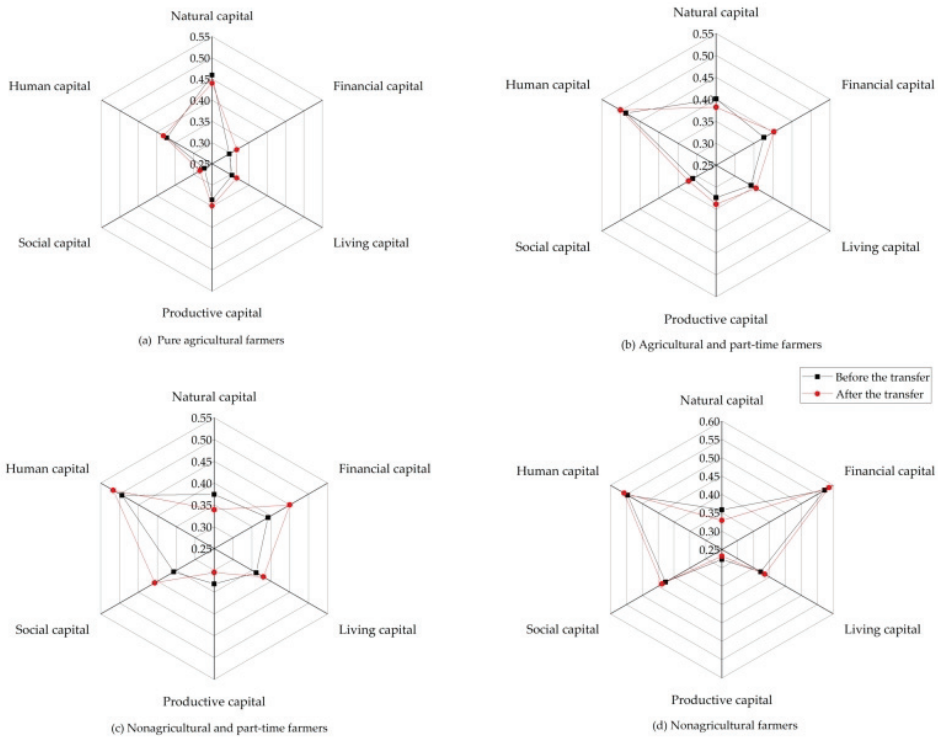 Natural capital
0.55
0.50
0.45
0.40
0.35
0.30
0.25
Human capital
Financial capital
Social capital
Living capital
Productive capital
(a) Pure agricultural farmers
Natural capital
0.55
0.50
0.45
0.40
0.35
0.30
0.25
Human capital
Financial capital
Social capital
Living capital
Productive capital
(b) Agricultural and part-time farmers
Before the transfer
After the transfer
Natural capital
0.55
0.50
0.45
0.40
0.35
0.30
0.25
Human capital
Financial capital
Social capital
Living capital
Productive capital
(c) Nonagricultural and part-time farmers
Natural capital
0.60
0.55
0.50
0.45
0.40
0.35
0.30
0.25
Human capital
Financial capital
Social capital
Living capital
Productive capital
(d) Nonagricultural farmers